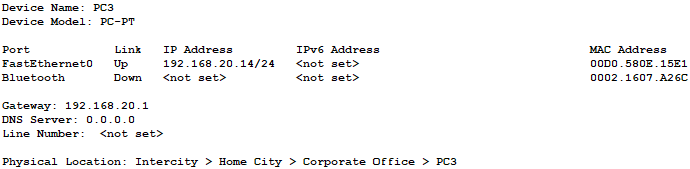 Device Name: PC3
Device Model: PC-PT
Port Link IP Address IPv6 Address MAC Address
FastEthernet0 Up 192.168.20.14/24 <not set> 00D0.580E.15E1
Bluetooth Down <not set> <not set> 0002.1607.A26C
Gateway: 192.168.20.1
DNS Server: 0.0.0.0
Line Number: <not set>
Physical Location: Intercity > Home City > Corporate Office > PC3